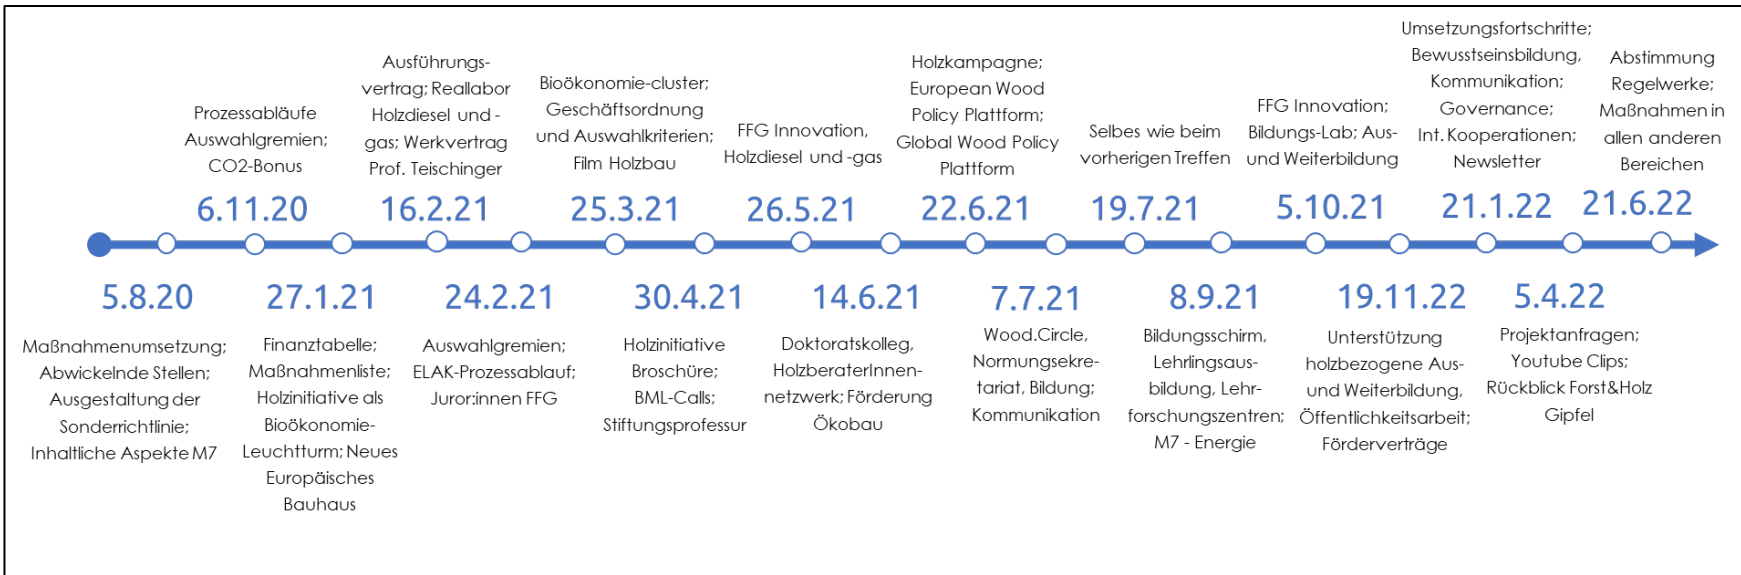 Prozessabläufe
Auswahlgremien;
CO2-Bonus
6.11.20
Ausführungs-
vertrag; Reallabor
Holzdiesel und -
gas; Werkvertrag
Prof. Teischinger
16.2.21
Bioökonomie-cluster;
Geschäftsordnung
und Auswahlkriterien;
Film Holzbau
25.3.21
FFG Innovation,
Holzdiesel und -gas
26.5.21
Holzkampagne;
European Wood
Policy Plattform;
Global Wood Policy
Plattform
22.6.21
Selbes wie beim
vorherigen Treffen
19.7.21
FFG Innovation;
Bildungs-Lab; Aus-
und Weiterbildung
5.10.21
Umsetzungsfortschritte;
Bewusstseinsbildung,
Kommunikation;
Governance;
Int. Kooperationen;
Newsletter
21.1.22
Abstimmung
Regelwerke;
Maßnahmen in
allen anderen
Bereichen
21.6.22
5.8.20
Maßnahmenumsetzung;
Abwickelnde Stellen;
Ausgestaltung der
Sonderrichtlinie;
Inhaltliche Aspekte M7
27.1.21
Finanztabelle;
Maßnahmenliste;
Holzinitiative als
Bioökonomie-
Leuchtturm; Neues
Europäisches
Bauhaus
24.2.21
Auswahlgremien;
ELAK-Prozessablauf;
Juror:innen FFG
30.4.21
Holzinitiative
Broschüre;
BML-Calls;
Stiftungsprofessur
14.6.21
Doktoratskolleg,
HolzberaterInnen-
netzwerk; Förderung
Ökobau
7.7.21
Wood.Circle,
Normungsekre-
tariat, Bildung;
Kommunikation
8.9.21
Bildungsschirm,
Lehrlingsaus-
bildung, Lehr-
forschungszentren;
M7 - Energie
19.11.22
Unterstützung
holzbezogene Aus-
und Weiterbildung,
Öffentlichkeitsarbeit;
Förderverträge
5.4.22
Projektanfragen;
Youtube Clips;
Rückblick Forst&Holz
Gipfel